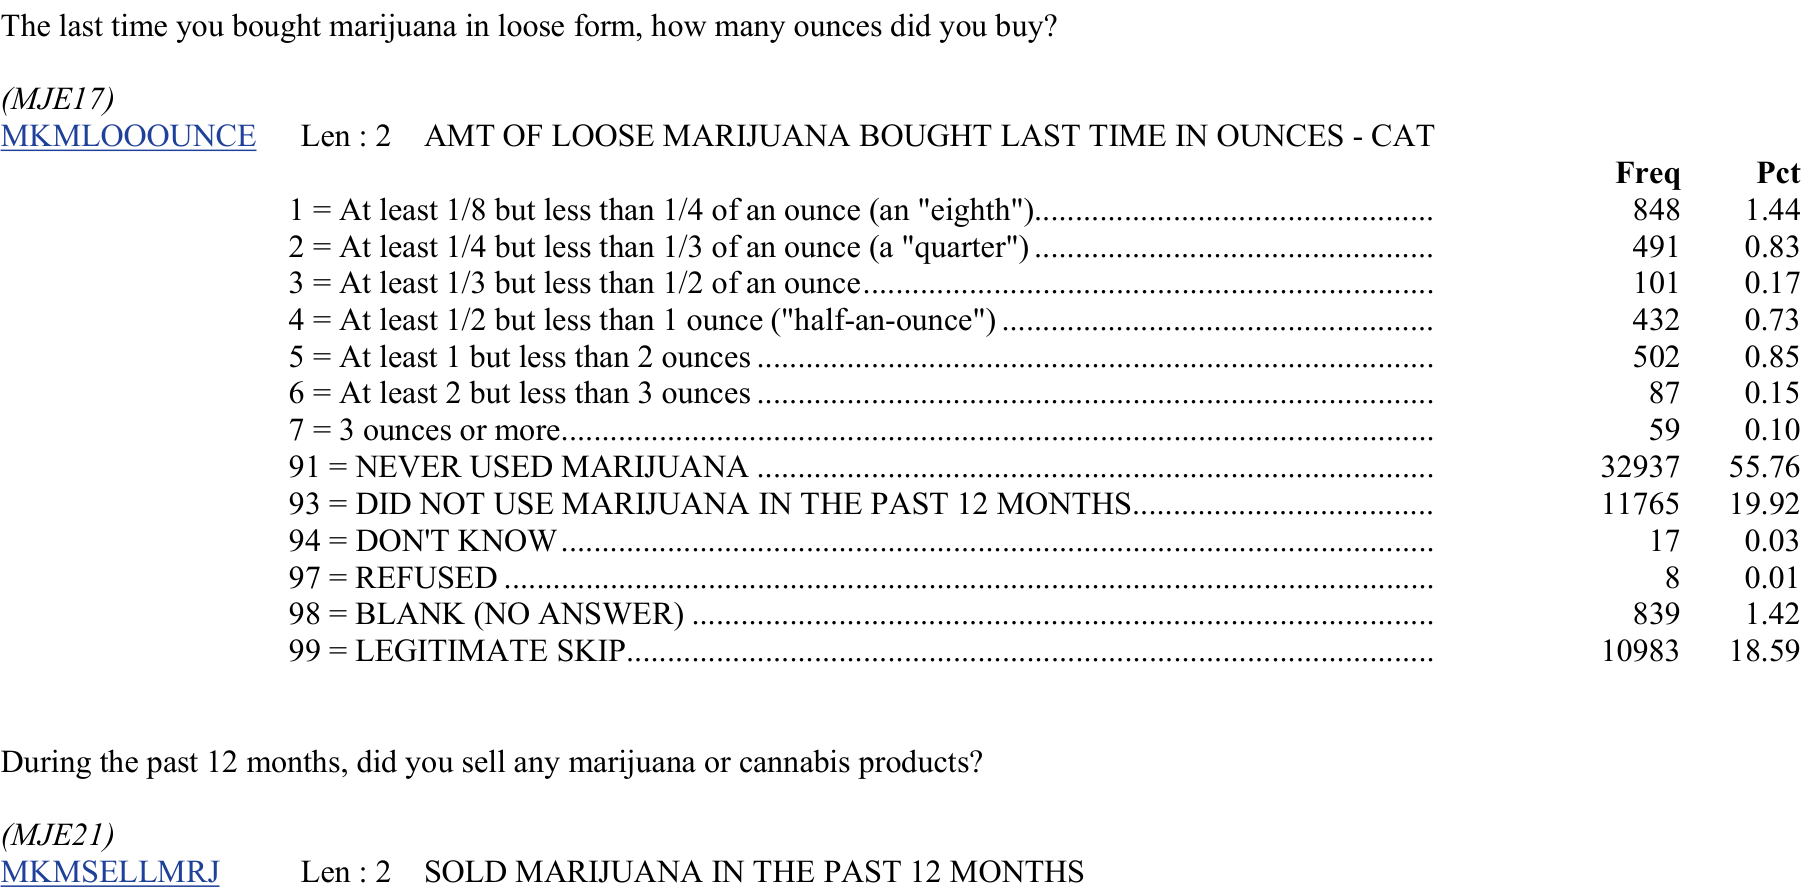 The last time you bought marijuana in loose form, how many ounces did you buy?
(MJE17)
MKMLOOOUNCE Len : 2 AMT OF LOOSE MARIJUANA BOUGHT LAST TIME IN OUNCES - CAT
Freq Pct
1 = At least 1/8 but less than 1/4 of an ounce (an "eighth")................................................. 848 1.44
2 = At least 1/4 but less than 1/3 of an ounce (a "quarter") ................................................. 491 0.83
3 = At least 1/3 but less than 1/2 of an ounce...................................................................... 101 0.17
4 = At least 1/2 but less than 1 ounce ("half-an-ounce") ..................................................... 432 0.73
5 = At least 1 but less than 2 ounces ................................................................................... 502 0.85
6 = At least 2 but less than 3 ounces ................................................................................... 87 0.15
7 = 3 ounces or more........................................................................................................... 59 0.10
91 = NEVER USED MARIJUANA ................................................................................... 32937 55.76
93 = DID NOT USE MARIJUANA IN THE PAST 12 MONTHS..................................... 11765 19.92
94 = DON'T KNOW ........................................................................................................... 17 0.03
97 = REFUSED .................................................................................................................. 8 0.01
98 = BLANK (NO ANSWER) ........................................................................................... 839 1.42
99 = LEGITIMATE SKIP................................................................................................... 10983 18.59
During the past 12 months, did you sell any marijuana or cannabis products?
(MJE21)
MKMSELLMRJ Len : 2 SOLD MARIJUANA IN THE PAST 12 MONTHS